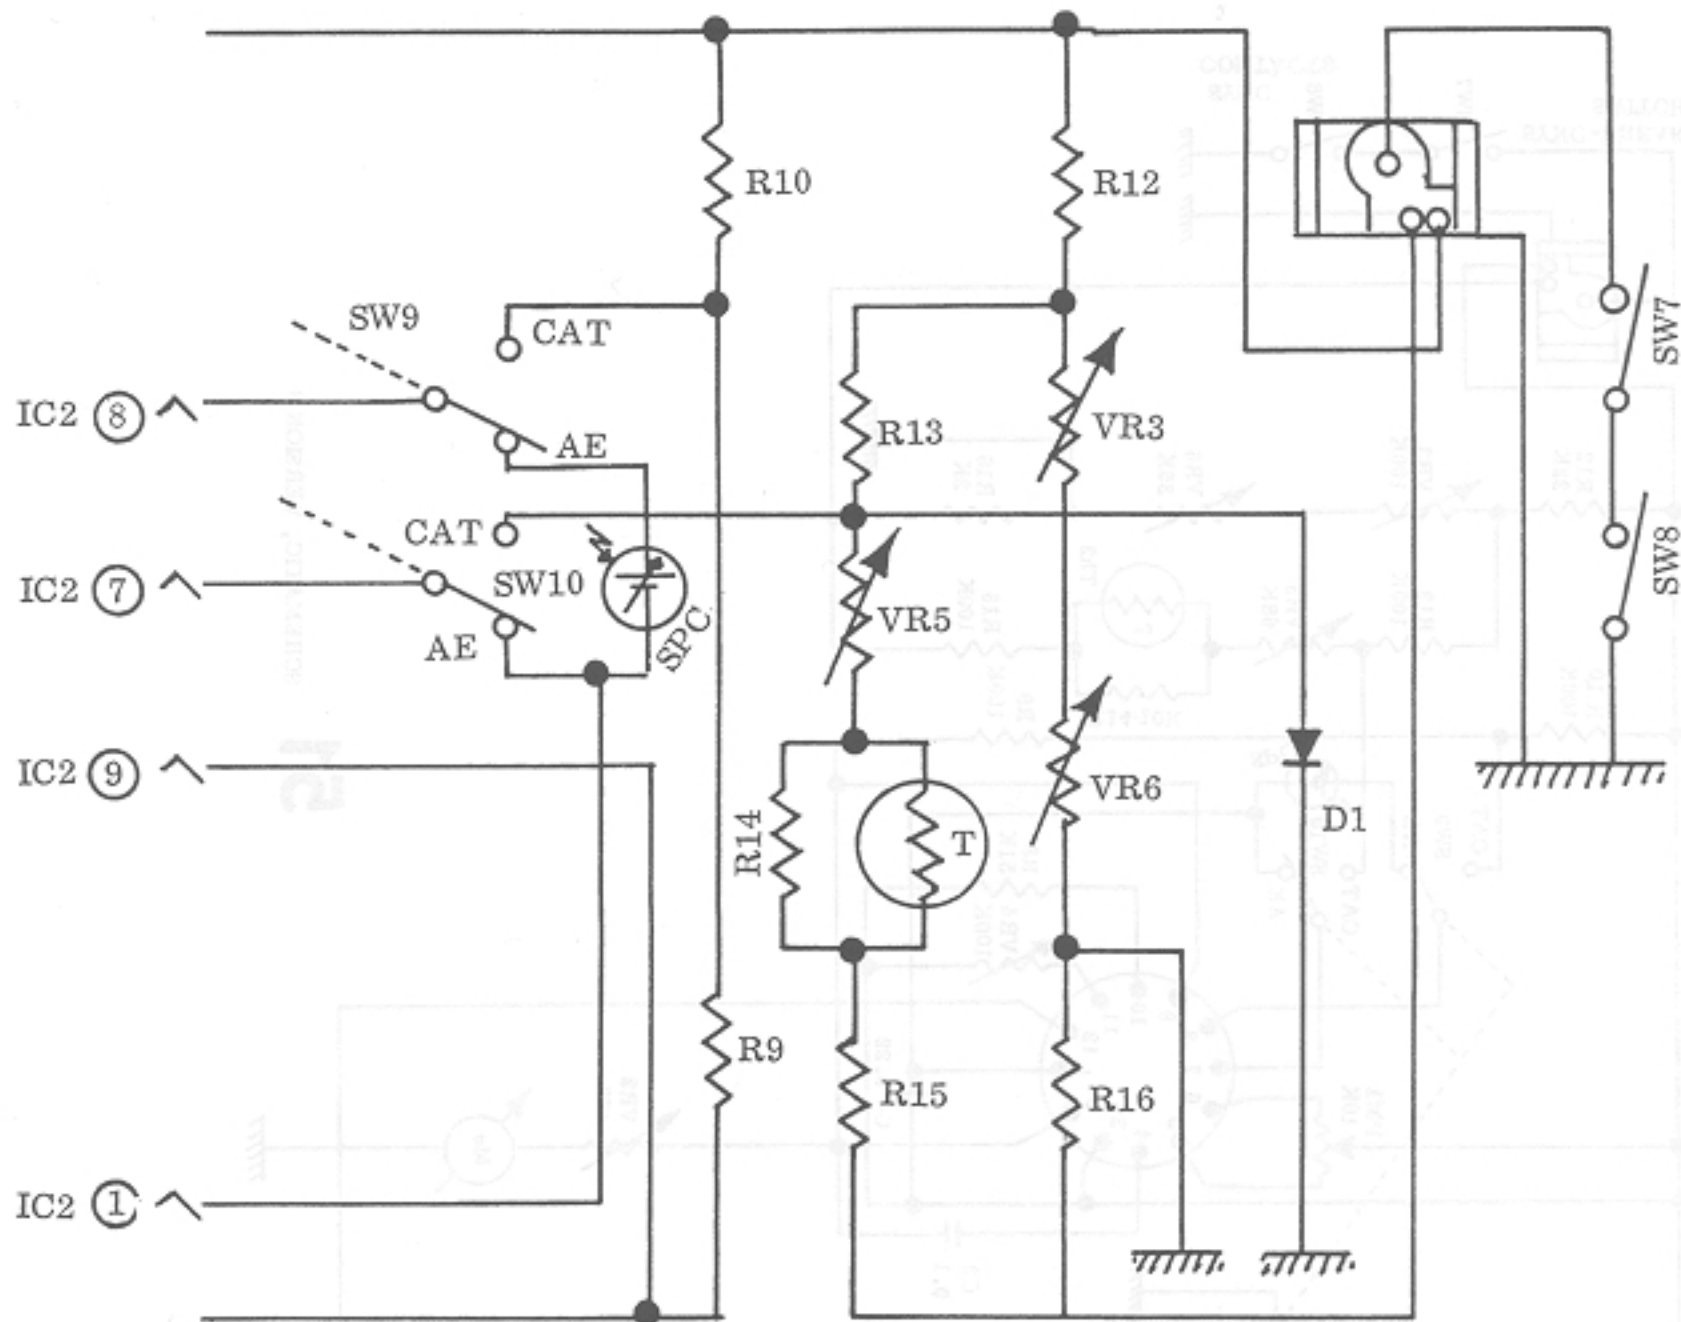 R10
R12
SW9
CAT
SW7
IC2 8
AE
R13
VR3
CAT
SW10
IC2 7
SPC
AE
VR5
SW8
IC2 9
R14
T
VR6
D1
R9
R15
R16
IC2 1